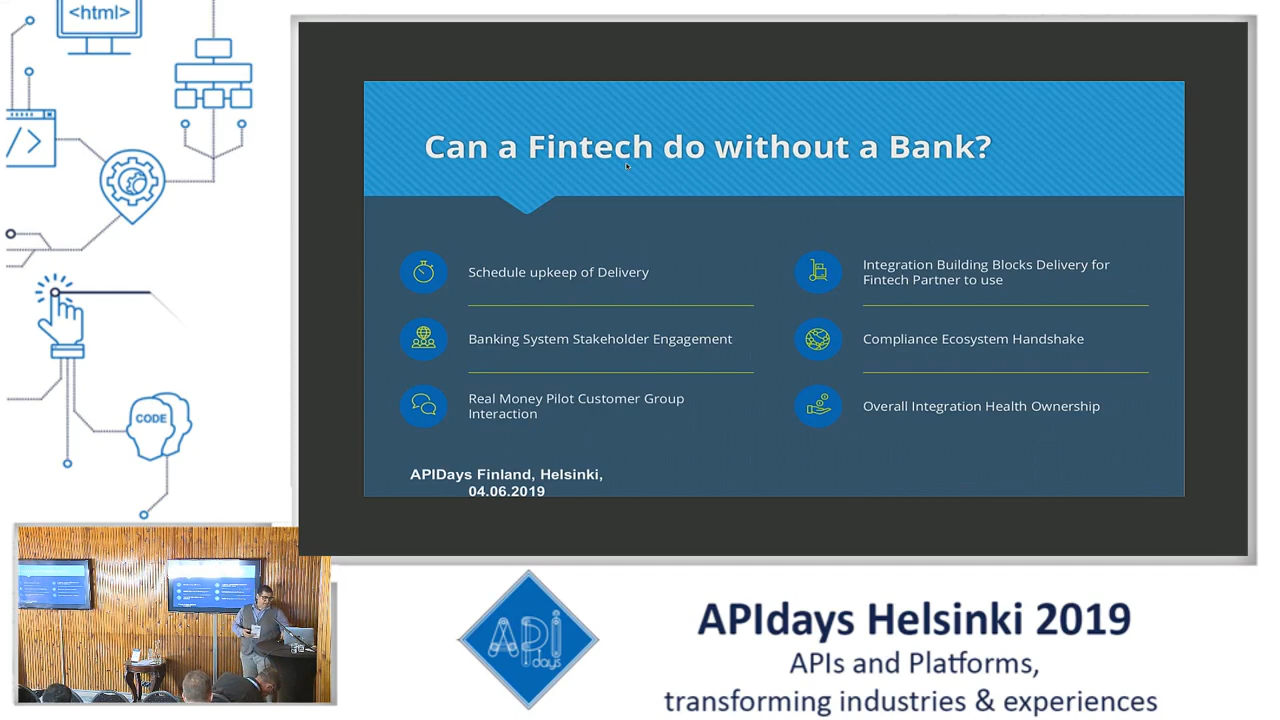 <html>
</>
CODE
Can a Fintech do without a Bank?
Schedule upkeep of Delivery
Banking System Stakeholder Engagement
Real Money Pilot Customer Group
Interaction
Integration Building Blocks Delivery for
Fintech Partner to use
Compliance Ecosystem Handshake
Overall Integration Health Ownership
APIDays Finland, Helsinki,
04.06.2019
API
days
APIdays Helsinki 2019
APIs and Platforms,
transforming industries & experiences